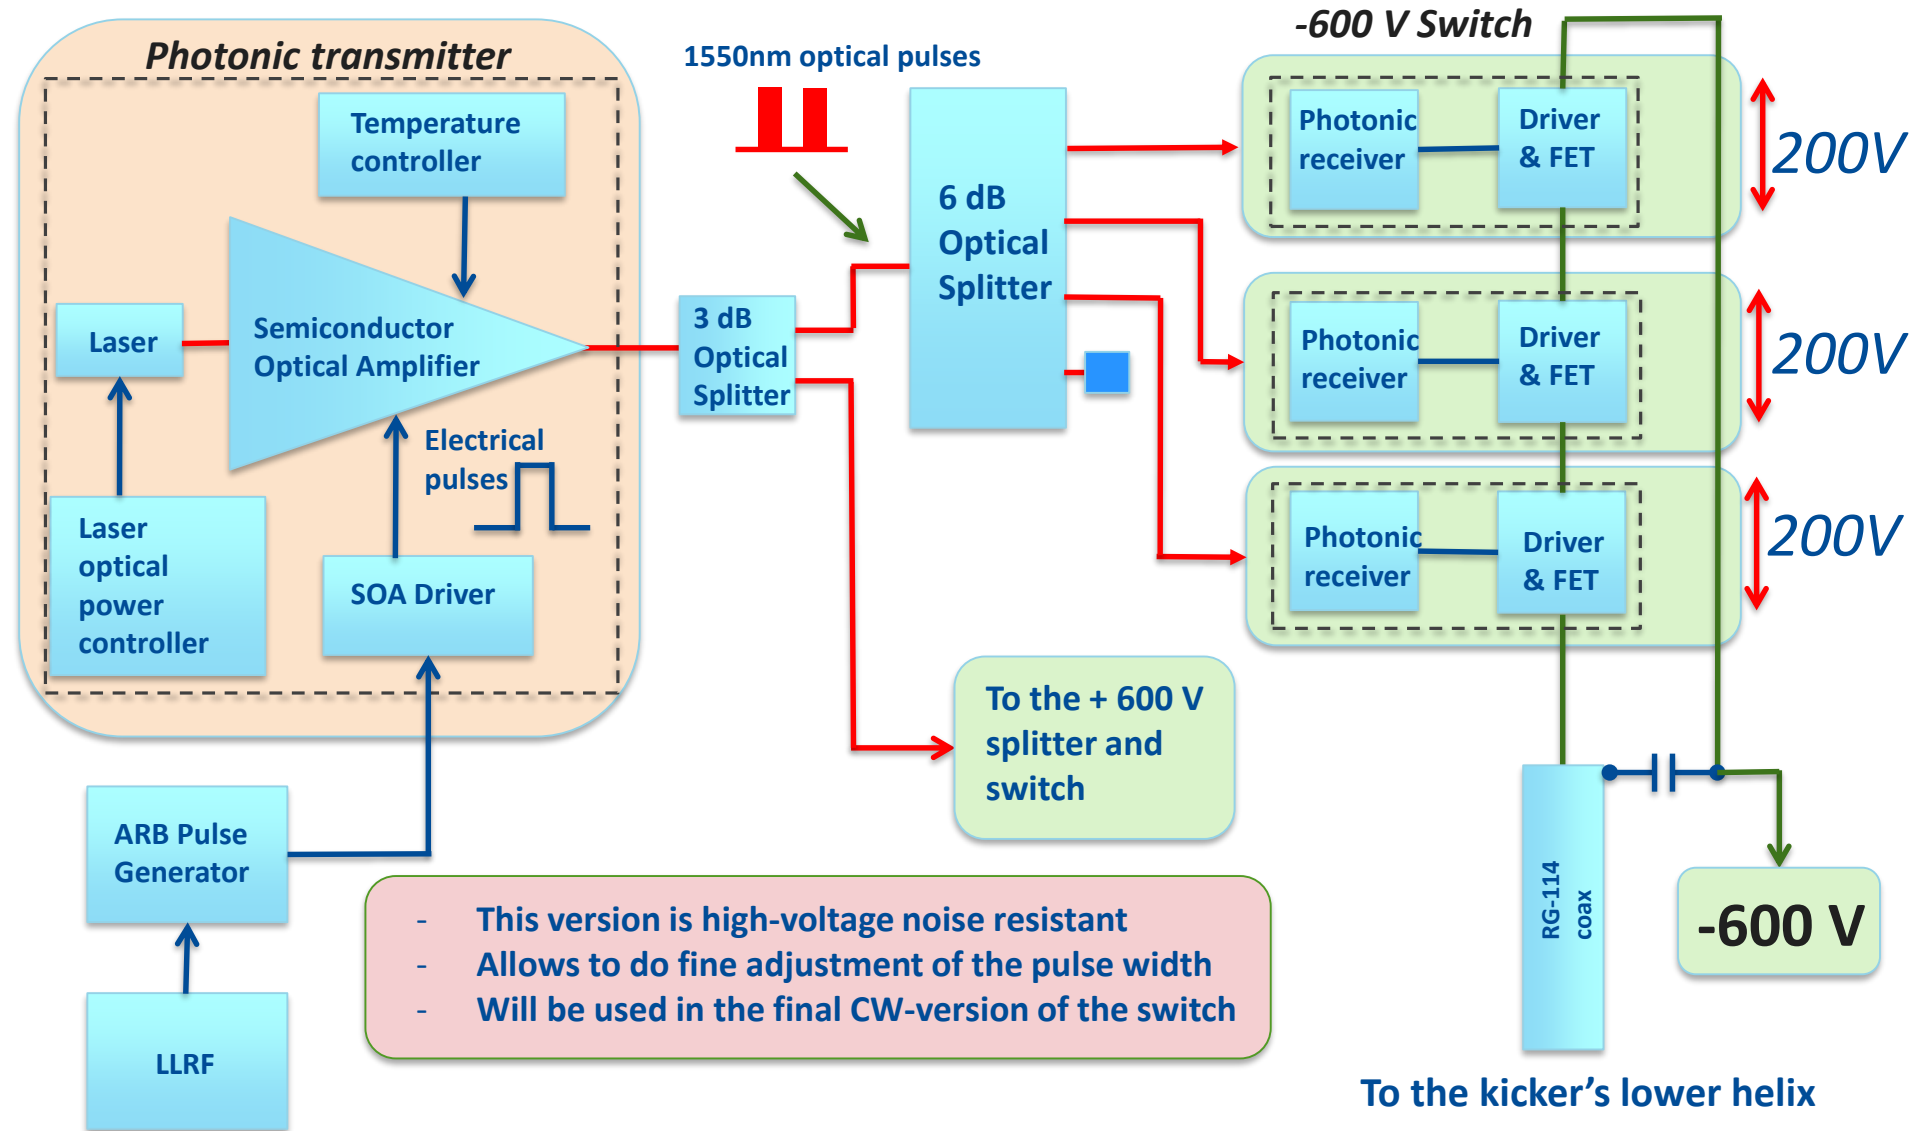 Photonic transmitter
Temperature
controller
Laser
Semiconductor
Optical Amplifier
Electrical
pulses
Laser
optical
power
controller
SOA Driver
ARB Pulse
Generator
LLRF
1550nm optical pulses
3 dB
Optical
Splitter
6 dB
Optical
Splitter
To the + 600 V
splitter and
switch
-600 V Switch
Photonic
receiver
Driver
& FET
200V
Photonic
receiver
Driver
& FET
200V
Photonic
receiver
Driver
& FET
200V
RG-114
coax
-600 V
To the kicker’s lower helix
- This version is high-voltage noise resistant
- Allows to do fine adjustment of the pulse width
- Will be used in the final CW-version of the switch